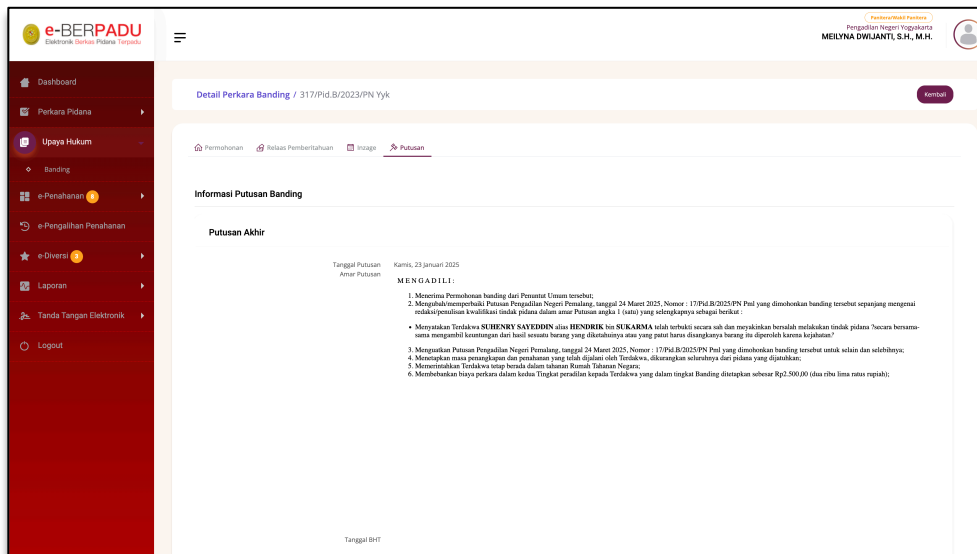 e-BERPADU
Elektronik Berkas Pidana Terpadu
Panitera/Wakil Panitera
Pengadilan Negeri Yogyakarta
MEILYNA DWIJANTI, S.H., M.H.
Dashboard
Perkara Pidana
Upaya Hukum
Banding
e-Penahanan 8
e-Pengalihan Penahanan
e-Diversi 3
Laporan
Tanda Tangan Elektronik
Logout
Detail Perkara Banding / 317/Pid.B/2023/PN Yyk
Kembali
Permohonan Relaas Pemberitahuan Inzage Putusan
Informasi Putusan Banding
Putusan Akhir
Tanggal Putusan Kamis, 23 Januari 2025
Amar Putusan
M E N G A D I L I :
1. Menerima Permohonan banding dari Penuntut Umum tersebut;
2. Mengubah/memperbaiki Putusan Pengadilan Negeri Pemalang, tanggal 24 Maret 2025, Nomor : 17/Pid.B/2025/PN Pml yang dimohonkan banding tersebut sepanjang mengenai
redaksi/penulisan kwalifikasi tindak pidana dalam amar Putusan angka 1 (satu) yang selengkapnya sebagai berikut :
• Menyatakan Terdakwa SUHENRY SAYEDDIN alias HENDRIK bin SUKARMA telah terbukti secara sah dan meyakinkan bersalah melakukan tindak pidana ?secara bersama-
sama mengambil keuntungan dari hasil sesuatu barang yang diketahuinya atau yang patut harus disangkanya barang itu diperoleh karena kejahatan.?
3. Menguatkan Putusan Pengadilan Negeri Pemalang, tanggal 24 Maret 2025, Nomor : 17/Pid.B/2025/PN Pml yang dimohonkan banding tersebut untuk selain dan selebihnya;
4. Menetapkan masa penangkapan dan penahanan yang telah dijalani oleh Terdakwa, dikurangkan seluruhnya dari pidana yang dijatuhkan;
5. Memerintahkan Terdakwa tetap berada dalam tahanan Rumah Tahanan Negara;
6. Membebankan biaya perkara dalam kedua Tingkat peradilan kepada Terdakwa yang dalam tingkat Banding ditetapkan sebesar Rp2.500,00 (dua ribu lima ratus rupiah);
Tanggal BHT